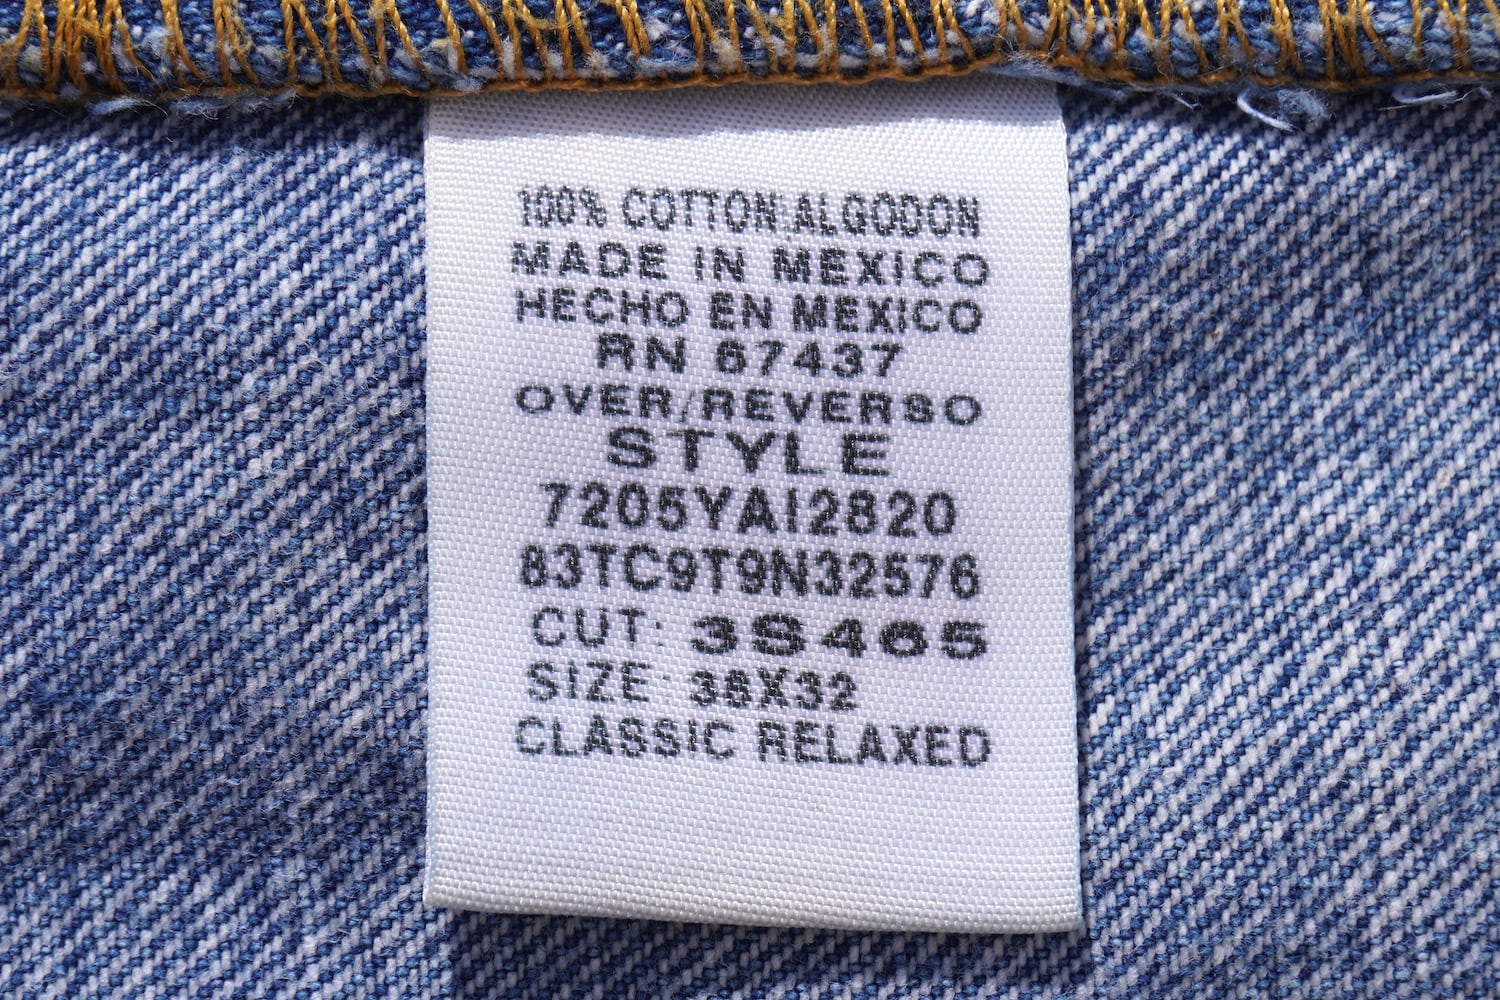 100% COTTON/ALGODON
MADE IN MEXICO
HECHO EN MEXICO
RN 67437
OVER/REVERSO
STYLE
7205YAI2820
83TC9T9N32576
CUT: 3S405
SIZE: 38X32
CLASSIC RELAXED